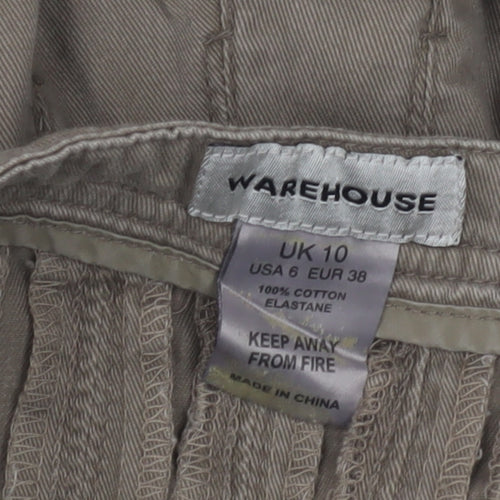 WAREHOUSE
UK 10
USA 6 EUR 38
100% COTTON
ELASTANE
KEEP AWAY
FROM FIRE
MADE IN CHINA